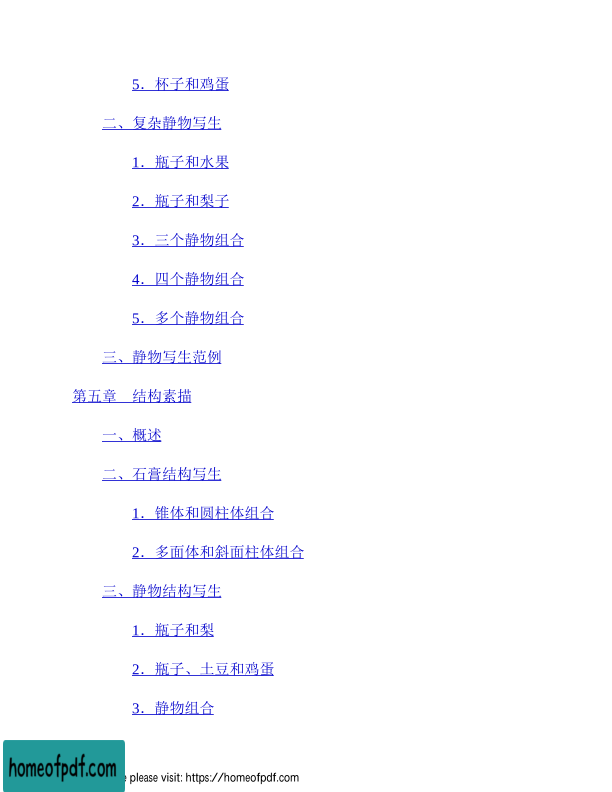 5．杯子和鸡蛋
二、复杂静物写生
1．瓶子和水果
2．瓶子和梨子
3．三个静物组合
4．四个静物组合
5．多个静物组合
三、静物写生范例
第五章　结构素描
一、概述
二、石膏结构写生
1．锥体和圆柱体组合
2．多面体和斜面柱体组合
三、静物结构写生
1．瓶子和梨
2．瓶子、土豆和鸡蛋
3．静物组合
homeofpdf.com
please visit: https://homeofpdf.com